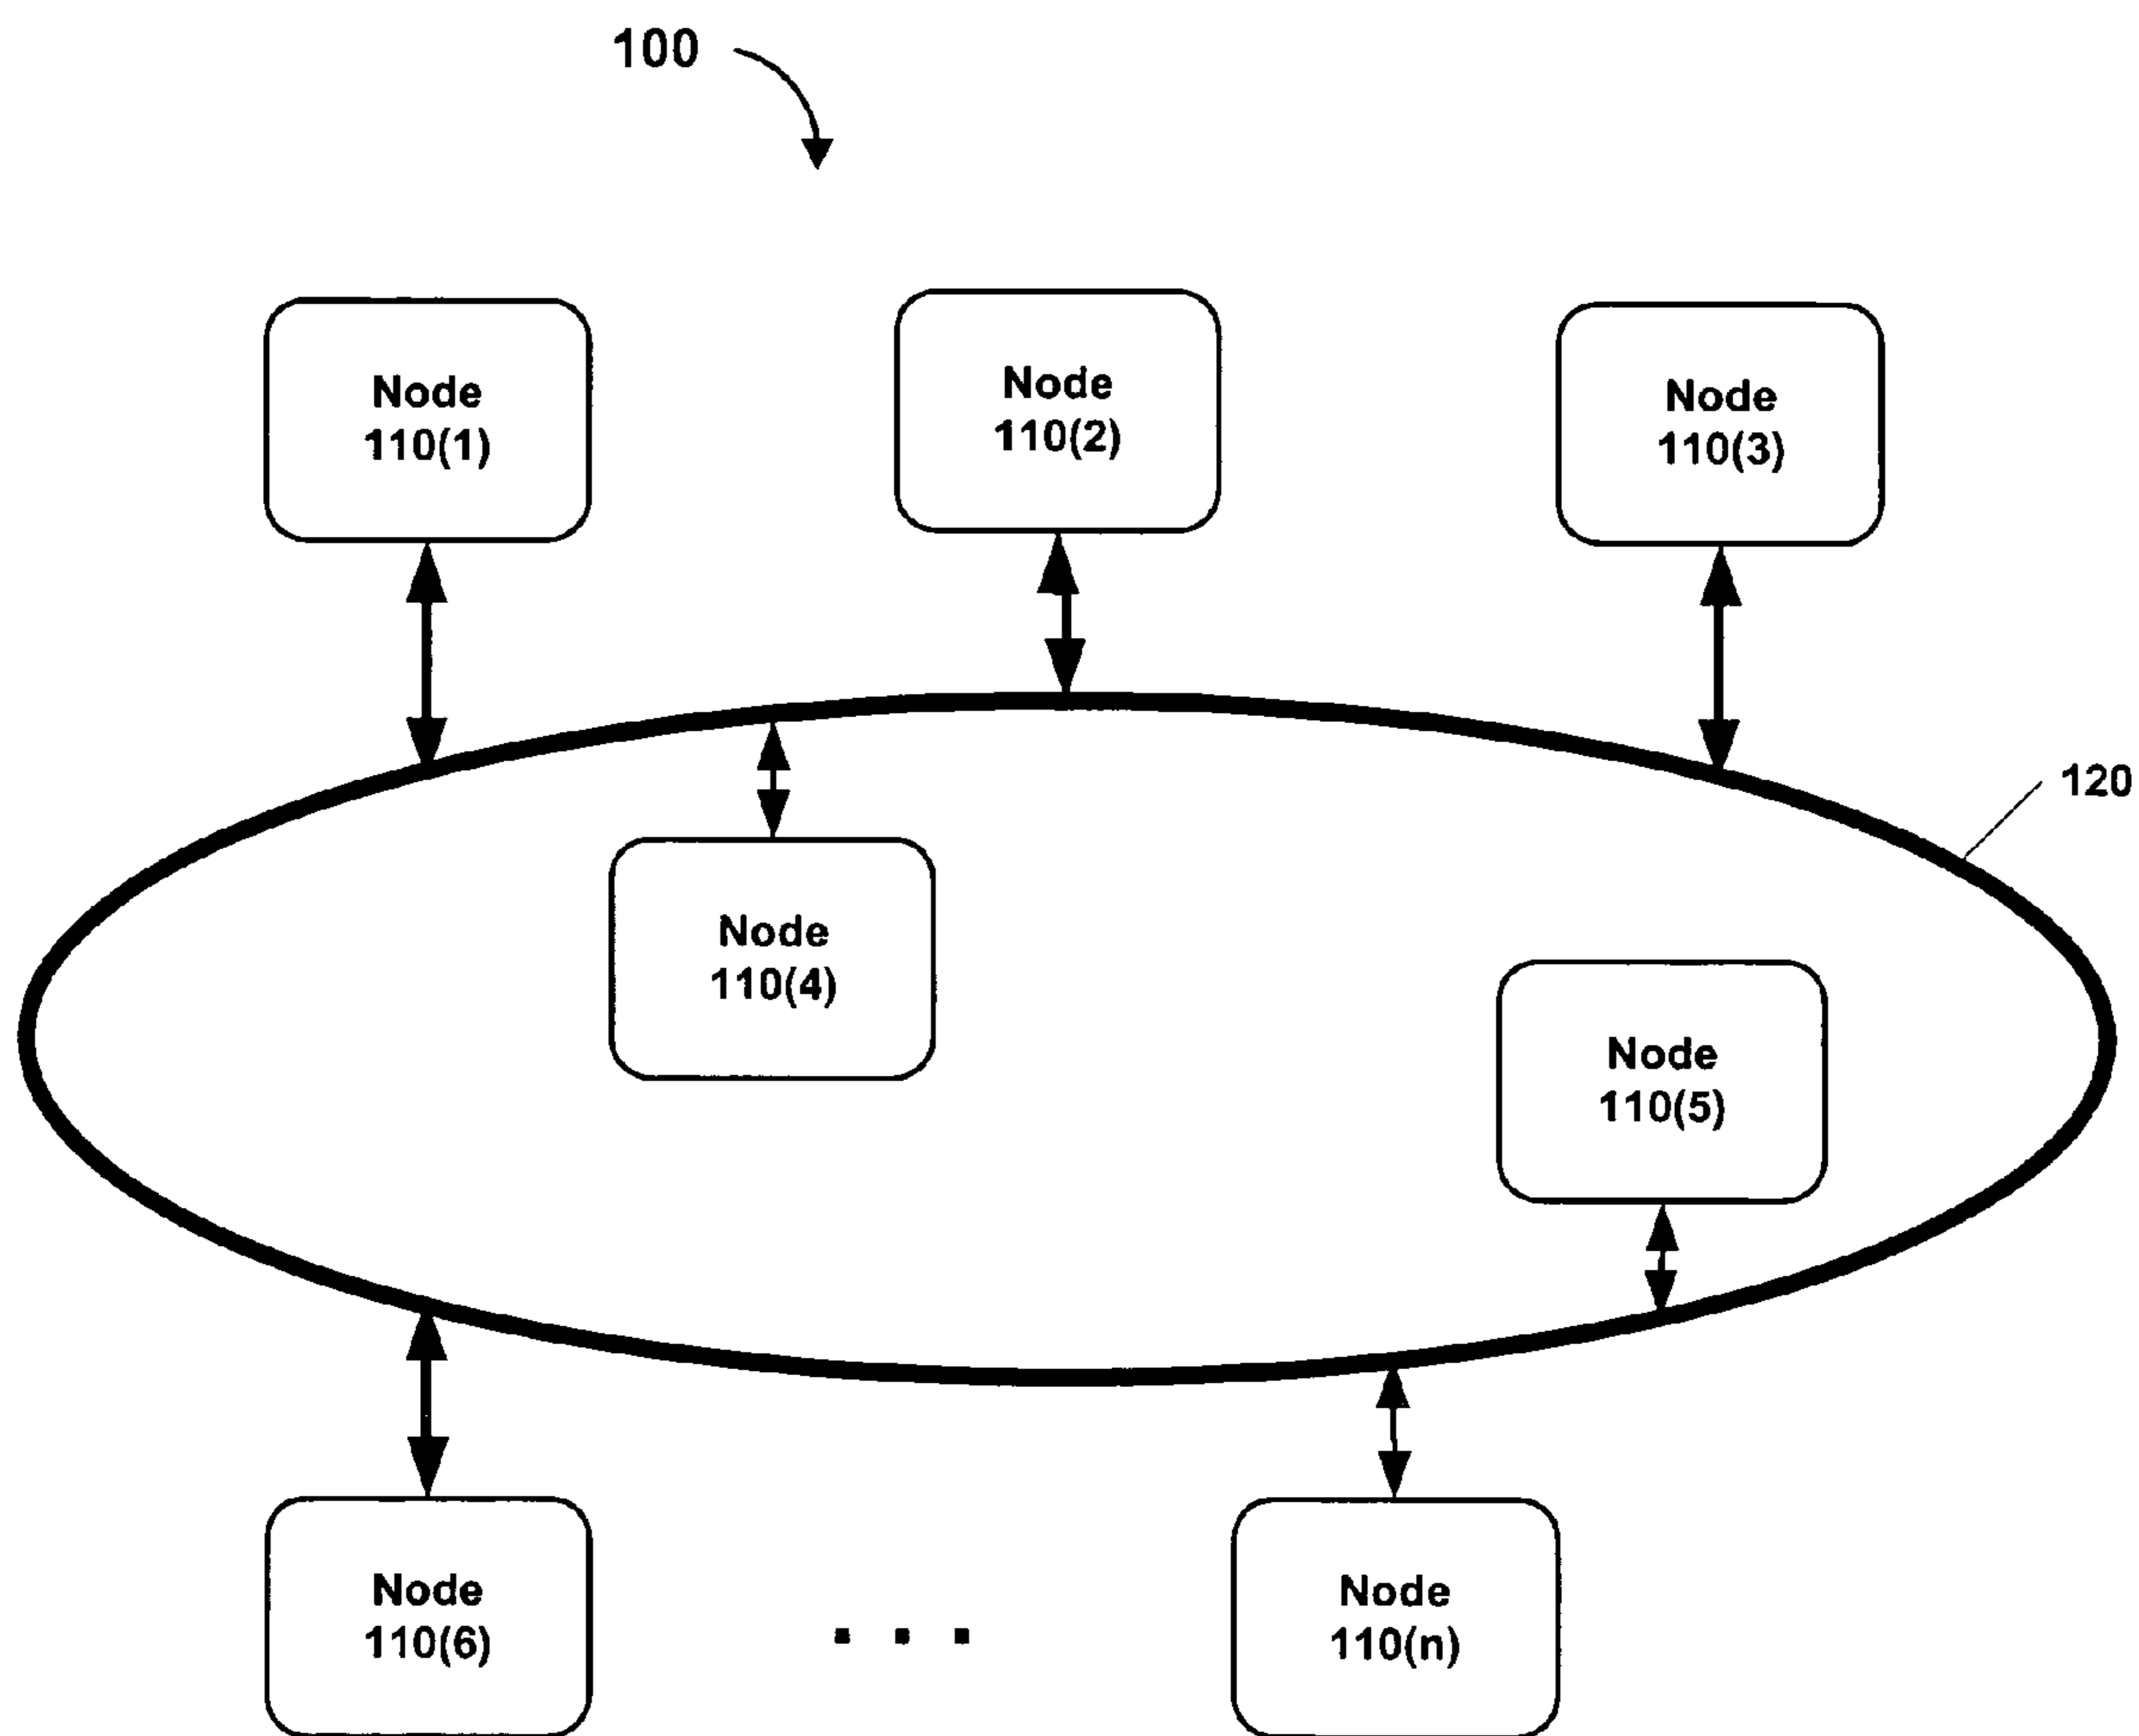 100
Node
110(1)
Node
110(2)
Node
110(3)
120
Node
110(4)
Node
110(5)
Node
110(6)
. . .
Node
110(n)